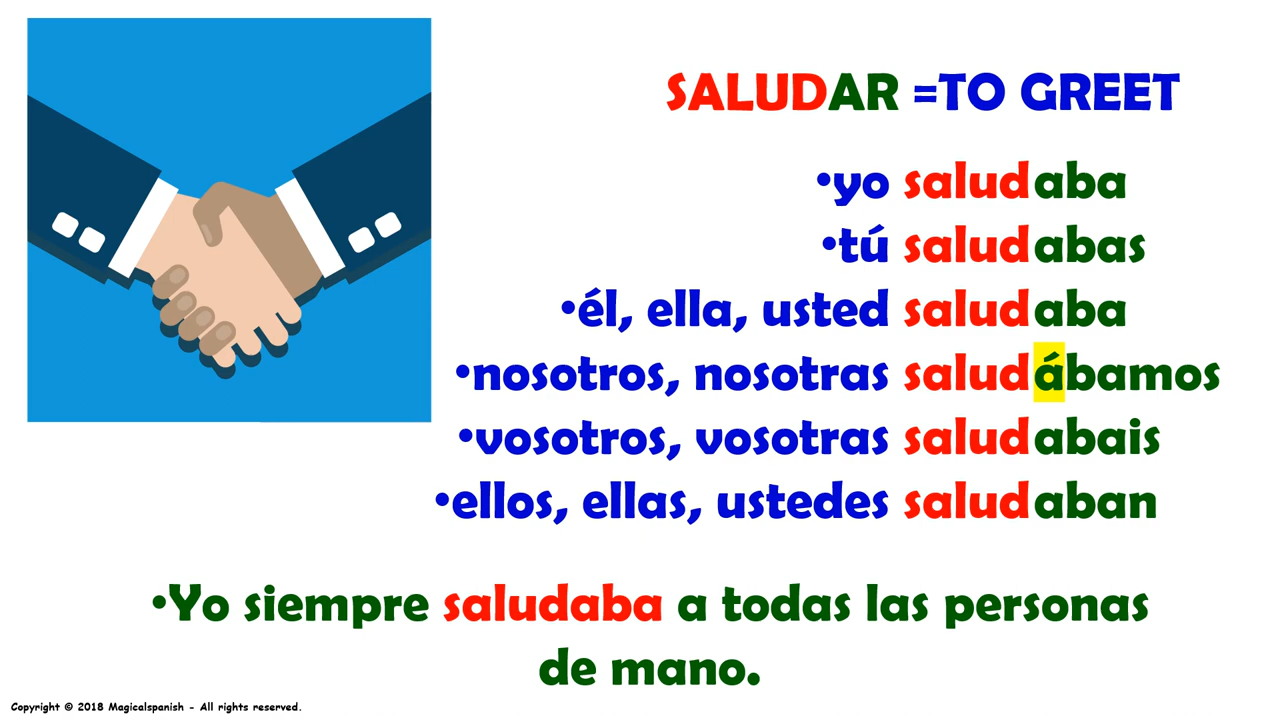 SALUDAR =TO GREET
•yo saludaba
•tú saludabas
•él, ella, usted saludaba
•nosotros, nosotras saludábamos
•vosotros, vosotras saludabais
•ellos, ellas, ustedes saludaban
•Yo siempre saludaba a todas las personas
de mano.
Copyright © 2018 Magicalspanish - All rights reserved.